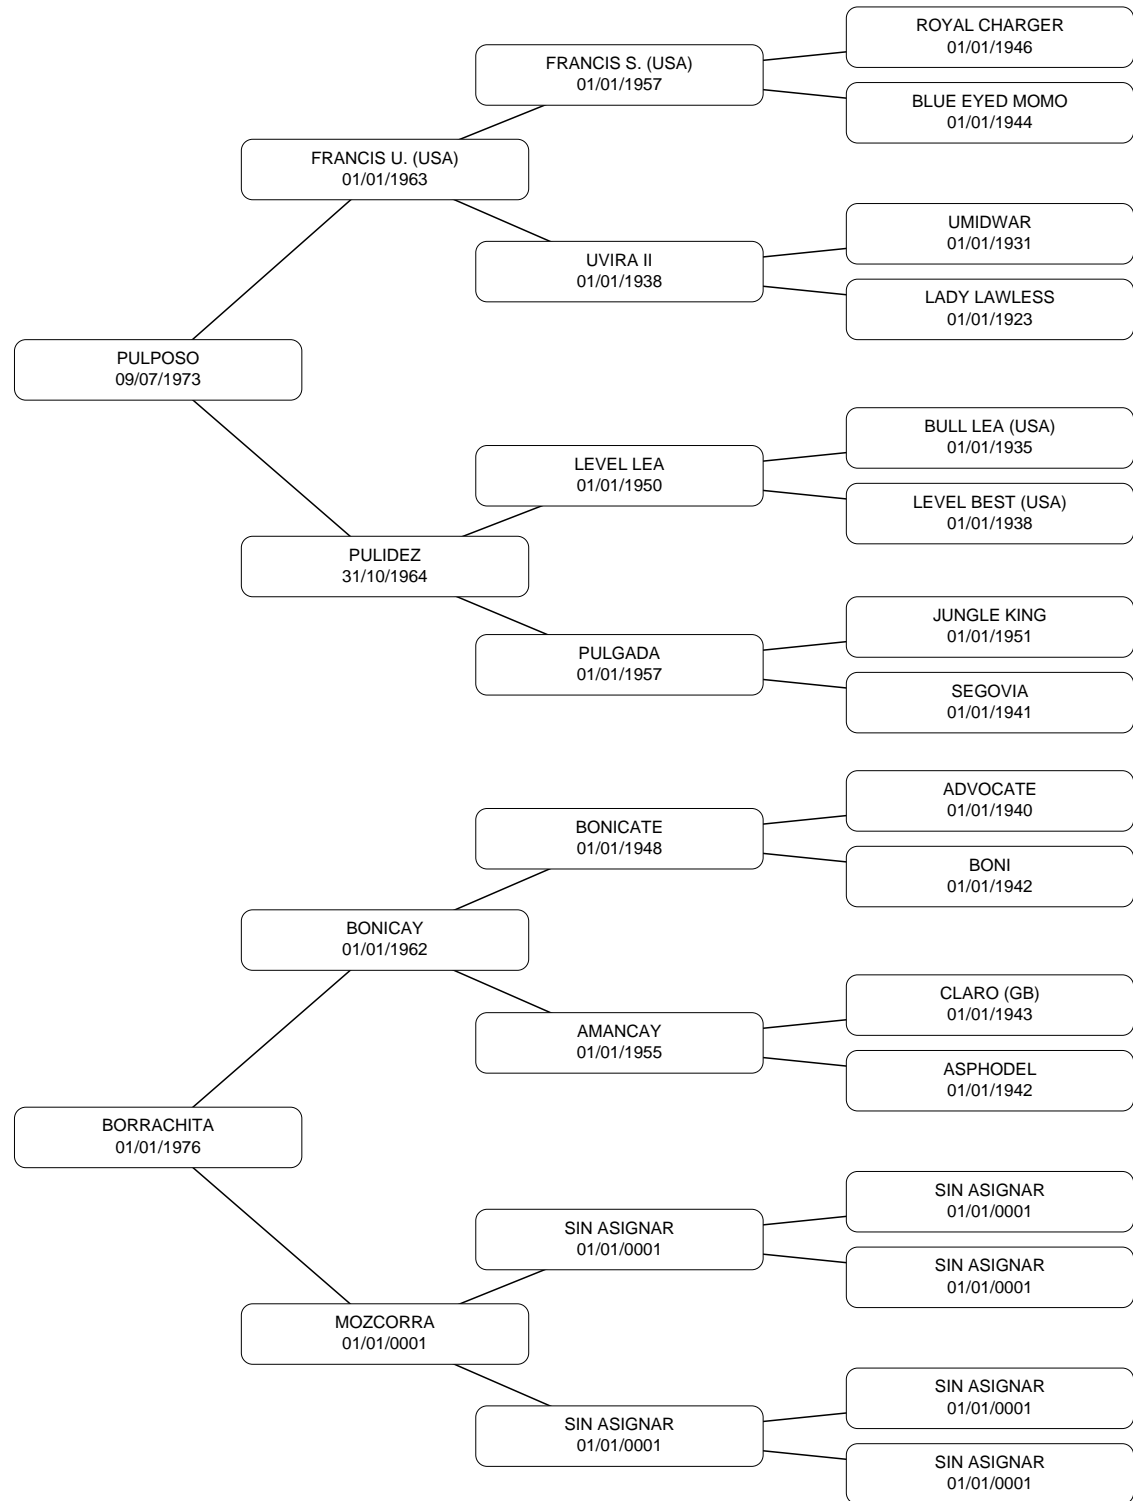 ROYAL CHARGER
01/01/1946
FRANCIS S. (USA)
01/01/1957
BLUE EYED MOMO
01/01/1944
FRANCIS U. (USA)
01/01/1963
UMIDWAR
01/01/1931
UVIRA II
01/01/1938
LADY LAWLESS
01/01/1923
PULPOSO
09/07/1973
BULL LEA (USA)
01/01/1935
LEVEL LEA
01/01/1950
LEVEL BEST (USA)
01/01/1938
PULIDEZ
31/10/1964
JUNGLE KING
01/01/1951
PULGADA
01/01/1957
SEGOVIA
01/01/1941
ADVOCATE
01/01/1940
BONICATE
01/01/1948
BONI
01/01/1942
BONICAY
01/01/1962
CLARO (GB)
01/01/1943
AMANCAY
01/01/1955
ASPHODEL
01/01/1942
BORRACHITA
01/01/1976
SIN ASIGNAR
01/01/0001
SIN ASIGNAR
01/01/0001
SIN ASIGNAR
01/01/0001
MOZCORRA
01/01/0001
SIN ASIGNAR
01/01/0001
SIN ASIGNAR
01/01/0001
SIN ASIGNAR
01/01/0001